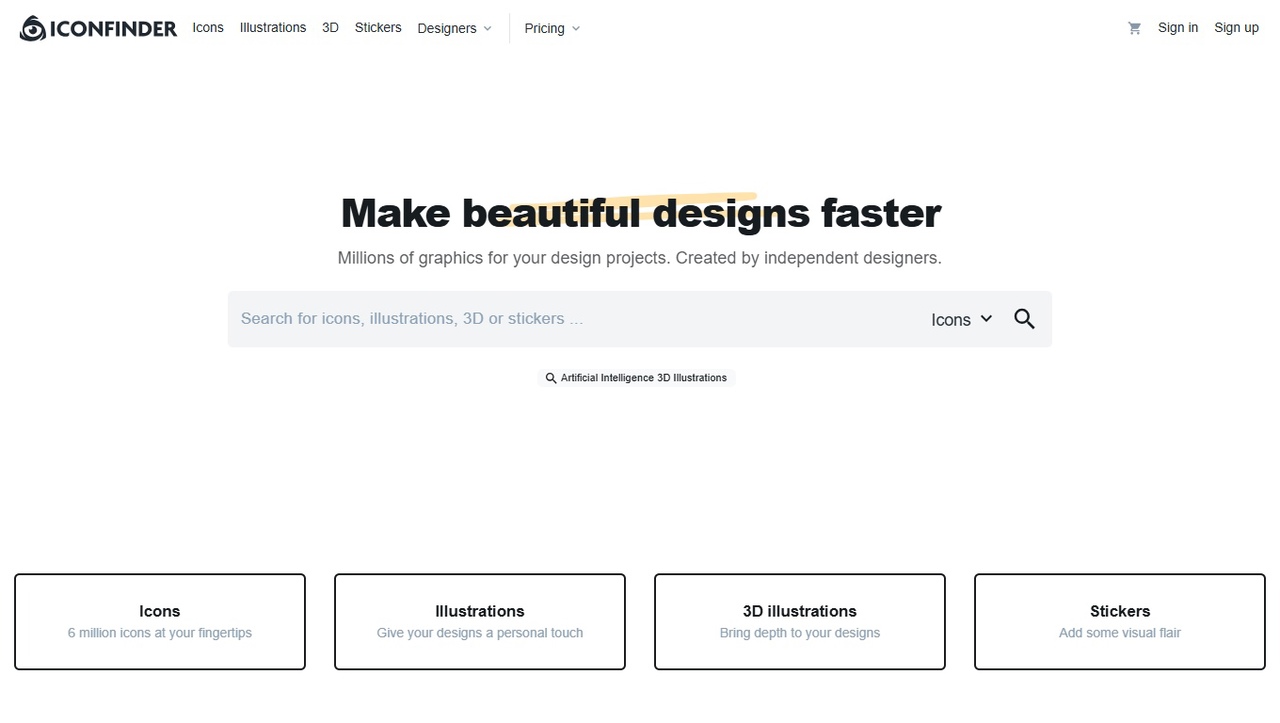 ICONFINDER Icons Illustrations 3D Stickers Designers Pricing Sign in Sign up
Make beautiful designs faster
Millions of graphics for your design projects. Created by independent designers.
Search for icons, illustrations, 3D or stickers ... Icons
Artificial Intelligence 3D Illustrations
Icons
6 million icons at your fingertips
Illustrations
Give your designs a personal touch
3D illustrations
Bring depth to your designs
Stickers
Add some visual flair